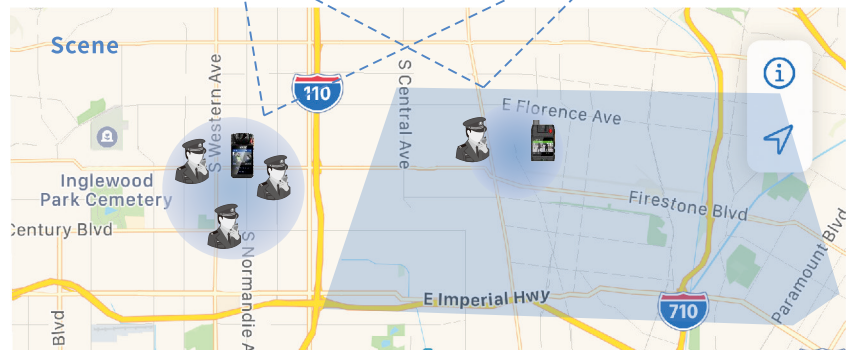 Scene
S Western Ave
110
S Central Ave
E Florence Ave
Inglewood
Park Cemetery
Firestone Blvd
Century Blvd
S Normandie A
E Imperial Hwy
710
Paramount Blvd
Blvd